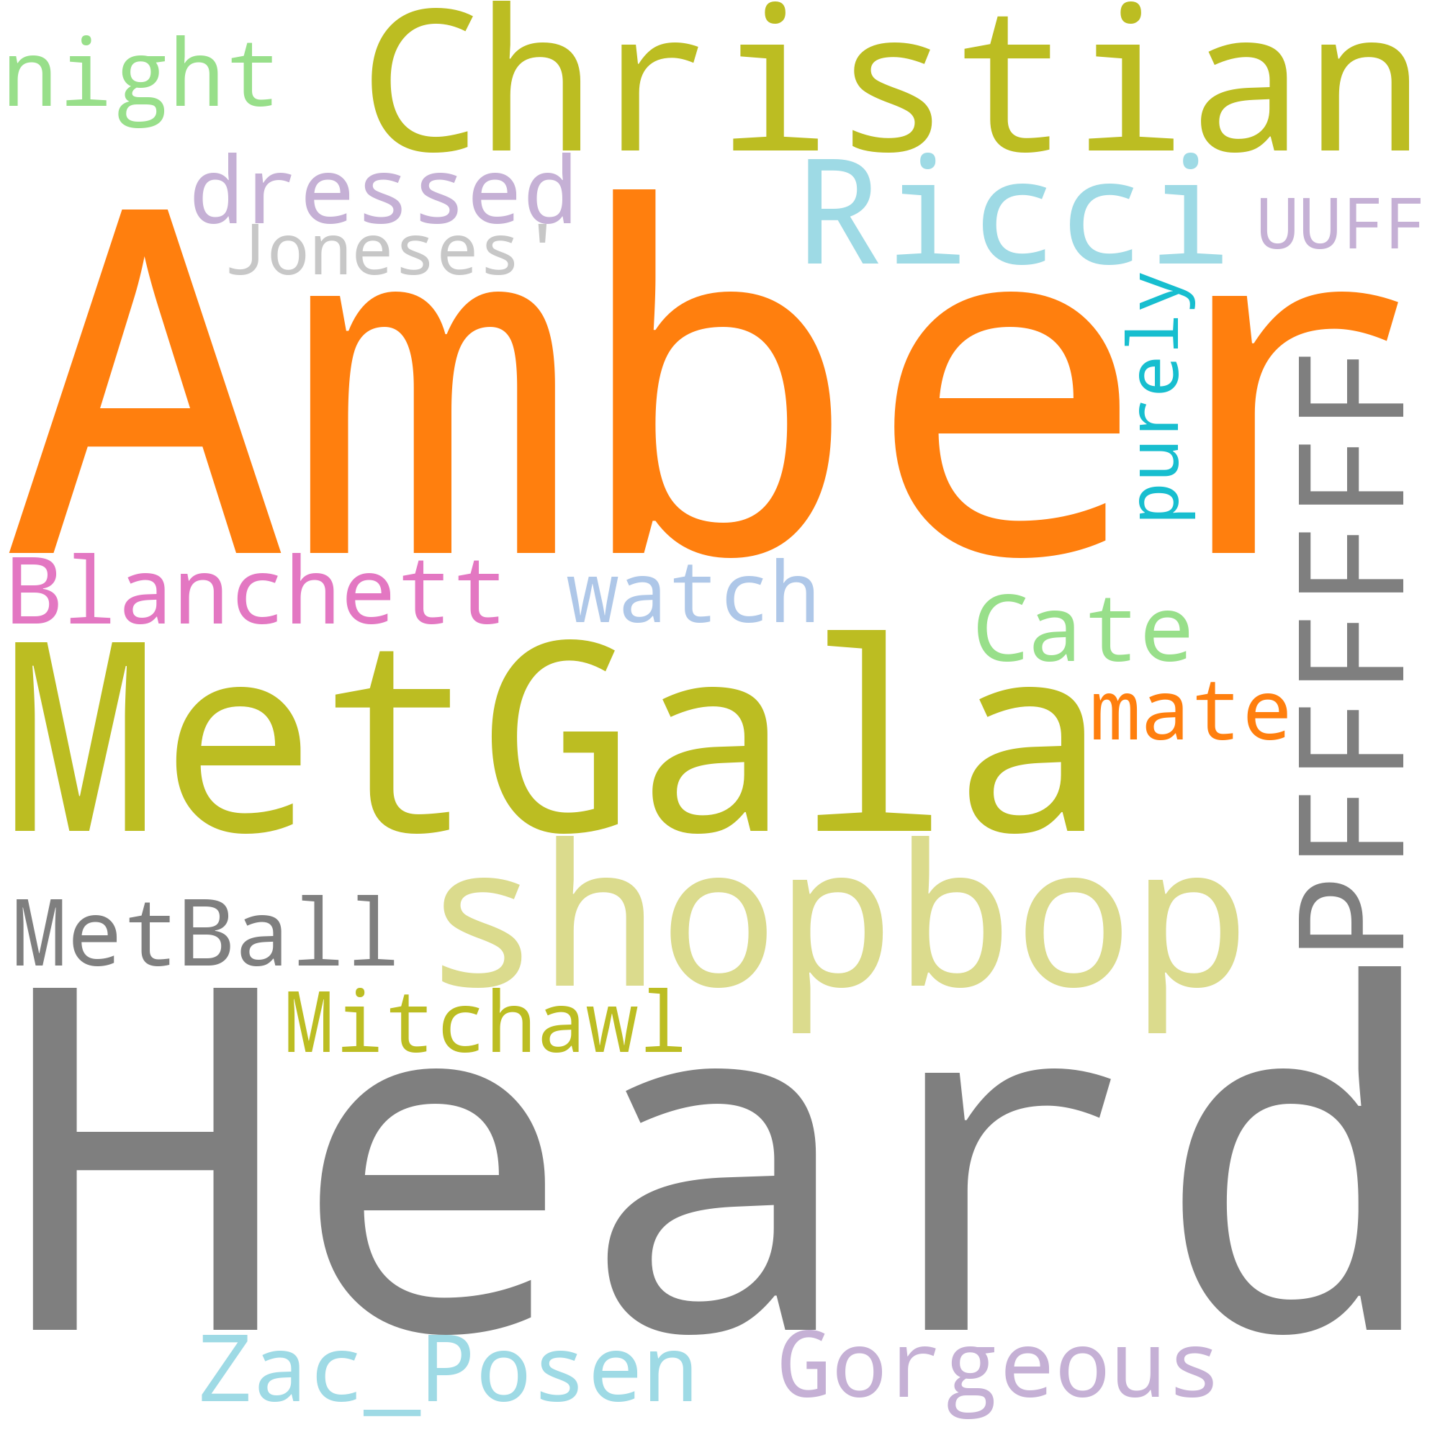 night
Christian
dressed
Ricci
UUFF
Joneses'
Amber
purely
PFFFFFF
Blanchett
watch
Cate
MetGala
mate
shopbop
MetBall
Mitchawl
Heard
Zac_Posen
Gorgeous